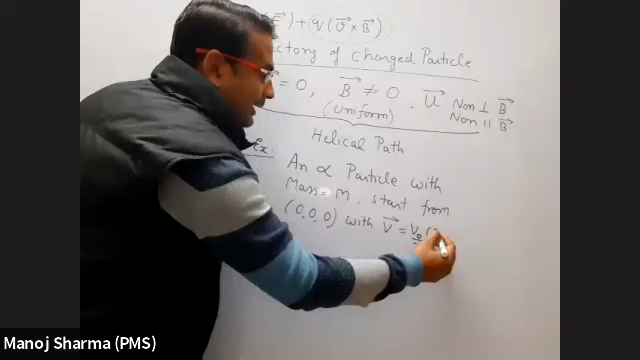 E) + q(v × B)
ectory of Charged Particle
= 0, B ≠ 0. U Non ⊥ B
(Uniform) Non || B
Helical Path
Ex:
An α Particle with
Mass = m, start from
(0, 0, 0) with V = V₀ (
Manoj Sharma (PMS)